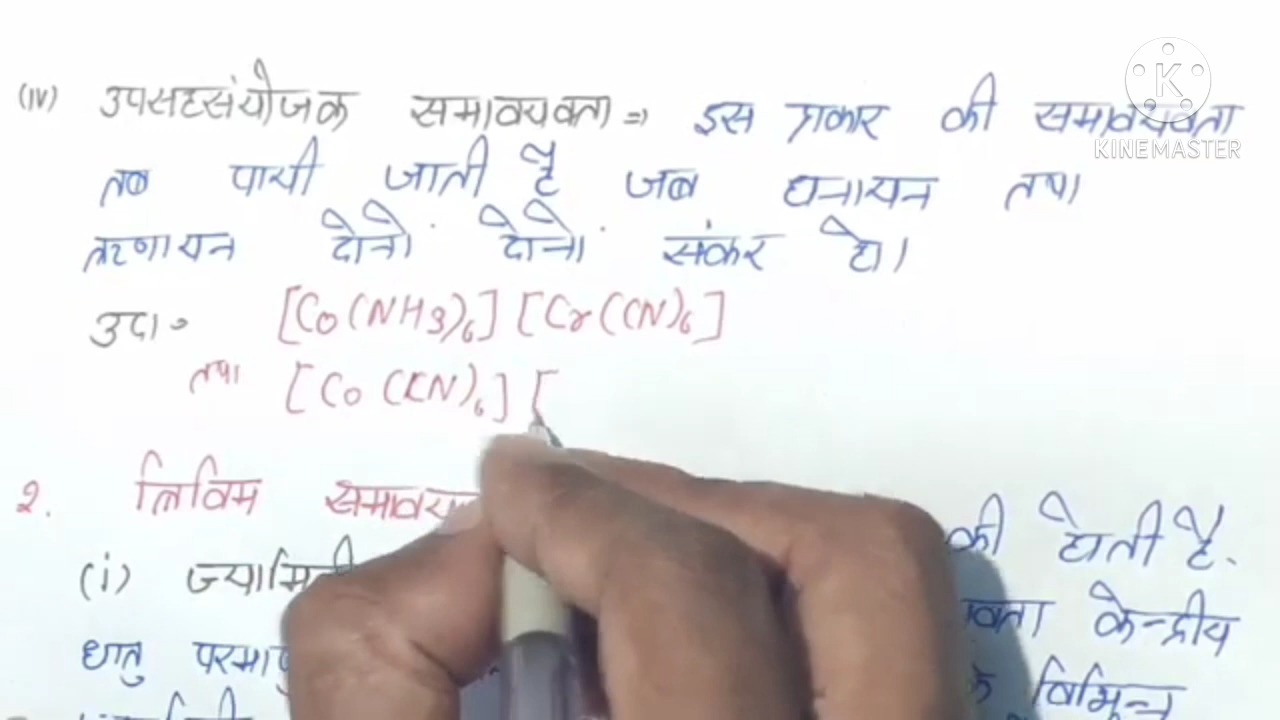 (iv) उपसहसंयोजक समावयवता ⇒ इस प्रकार की समावयवता
तब पायी जाती है जब धनायन तथा
ऋणायन दोनों दोनों संकर हो।
उदा०
[Co(NH3)6] [Cr(CN)6]
तथा [Co(CN)6] [
2. त्रिविम
(i)
की होती है.
केन्द्रीय
धातु
के विभिन्न
KINEMASTER